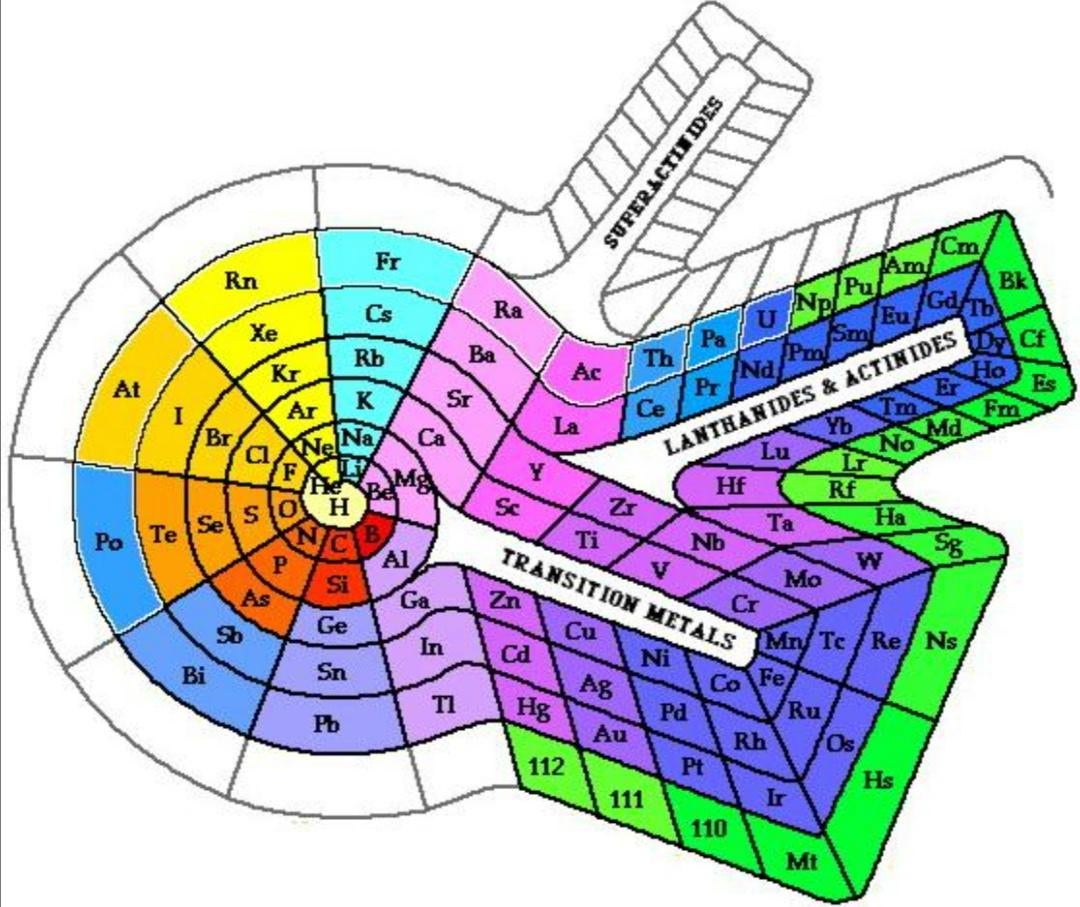 SUPERACTINIDES
LANTHANIDES & ACTINIDES
TRANSITION METALS
H
He
Li
Be
B
C
N
O
F
Ne
Na
Mg
Al
Si
P
S
Cl
Ar
K
Ca
Sc
Ti
V
Cr
Mn
Fe
Co
Ni
Cu
Zn
Ga
Ge
As
Se
Br
Kr
Rb
Sr
Y
Zr
Nb
Mo
Tc
Ru
Rh
Pd
Ag
Cd
In
Sn
Sb
Te
I
Xe
Cs
Ba
La
Ce
Pr
Nd
Pm
Sm
Eu
Gd
Tb
Dy
Ho
Er
Tm
Yb
Lu
Hf
Ta
W
Re
Os
Ir
Pt
Au
Hg
Tl
Pb
Bi
Po
At
Rn
Fr
Ra
Ac
Th
Pa
U
Np
Pu
Am
Cm
Bk
Cf
Es
Fm
Md
No
Lr
Rf
Ha
Sg
Ns
Hs
Mt
110
111
112